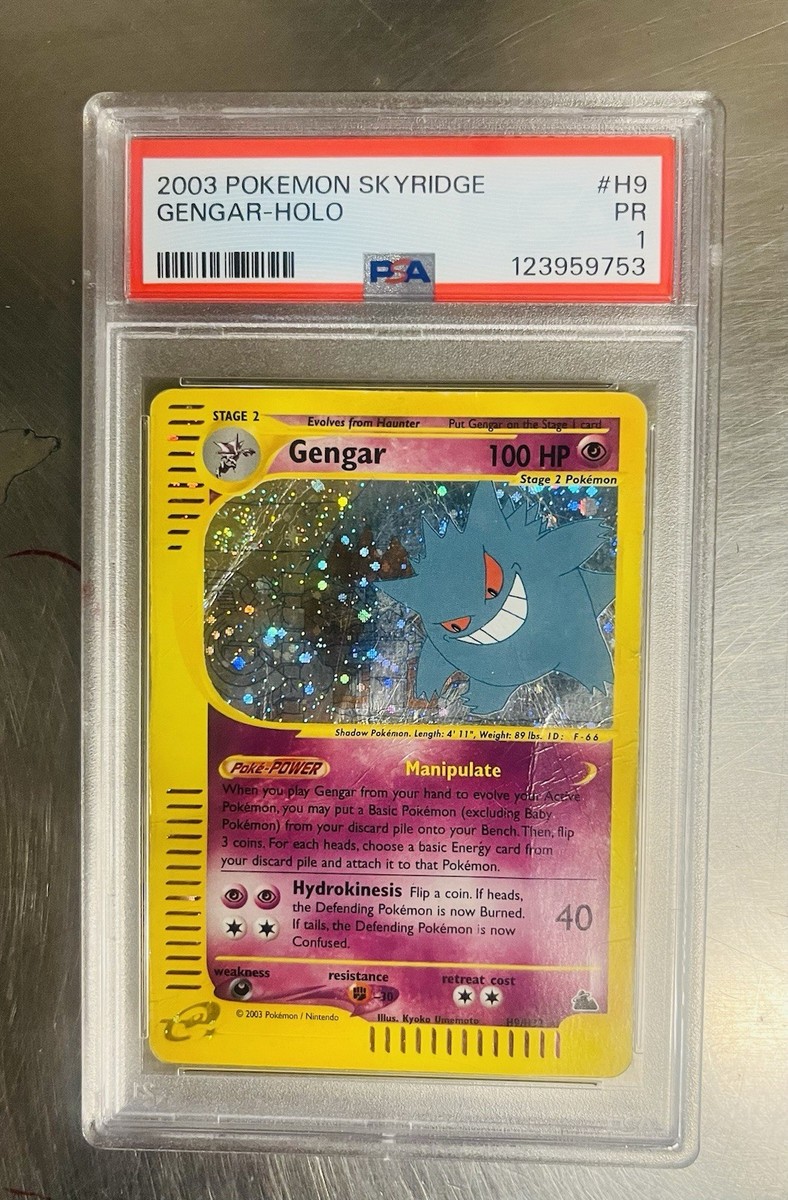 2003 POKEMON SKYRIDGE #H9
GENGAR-HOLO PR
1
PSA 123959753
STAGE 2 Evolves from Haunter Put Gengar on the Stage 1 card
Gengar 100 HP
Stage 2 Pokémon
Shadow Pokémon. Length: 4' 11", Weight: 89 lbs. ID: F-66
Poké-POWER Manipulate
When you play Gengar from your hand to evolve your Active
Pokémon, you may put a Basic Pokémon (excluding Baby
Pokémon) from your discard pile onto your Bench. Then, flip
3 coins. For each heads, choose a basic Energy card from
your discard pile and attach it to that Pokémon.
Hydrokinesis Flip a coin. If heads,
the Defending Pokémon is now Burned. 40
If tails, the Defending Pokémon is now
Confused.
weakness resistance retreat cost
-30
e
© 2003 Pokémon / Nintendo Illus. Kyoko Umemoto